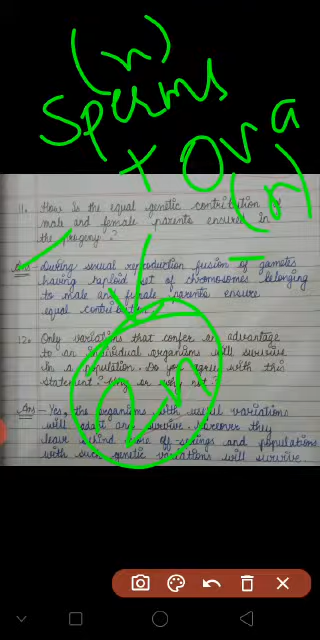 (n)
Sperms
+ Ova
(n)
11. How is the equal genetic contribution of
male and female parents ensured in
the progeny ?
Ans- During sexual reproduction fusion of gametes
having haploid set of chromosomes belonging
to male and female parents ensure
equal contribution
12. Only variations that confer an advantage
to an individual organisms will survive
in a population. Do you agree with this
statement? Why or why not?
2n
Ans- Yes, the organisms with useful variations
will adapt and survive. Moreover they
leave behind some off-springs and populations
with such genetic variations will survive